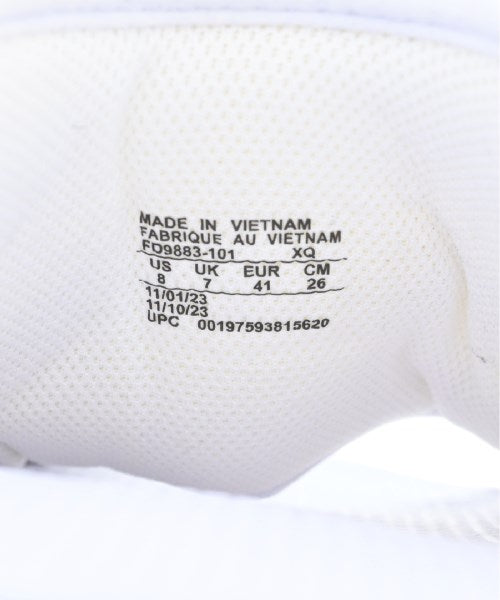 MADE IN VIETNAM
FABRIQUE AU VIETNAM
FD9883-101 XQ
US UK EUR CM
8 7 41 26
11/01/23
11/10/23
UPC 00197593815620